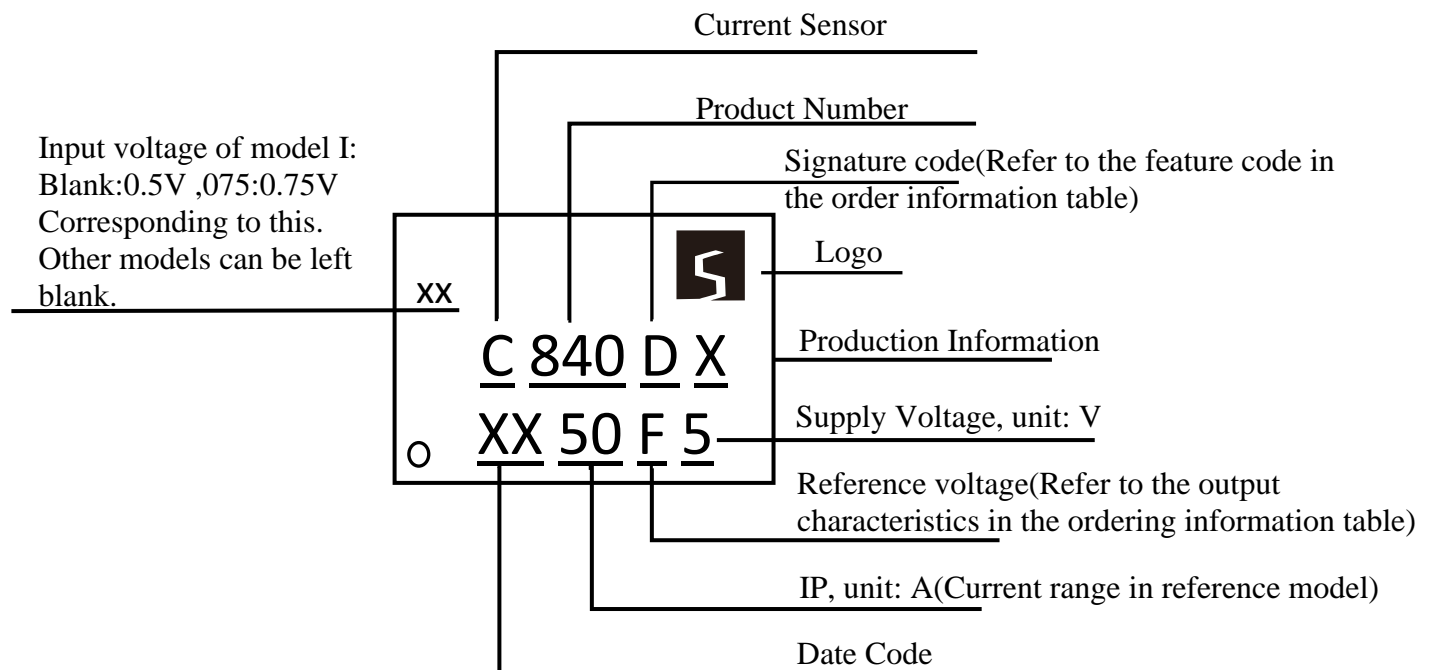 Current Sensor
Product Number
Input voltage of model I:
Blank:0.5V ,075:0.75V
Corresponding to this.
Other models can be left
blank.
Signature code(Refer to the feature code in
the order information table)
Logo
xx
C 840 D X
Production Information
XX 50 F 5
Supply Voltage, unit: V
Reference voltage(Refer to the output
characteristics in the ordering information table)
IP, unit: A(Current range in reference model)
Date Code